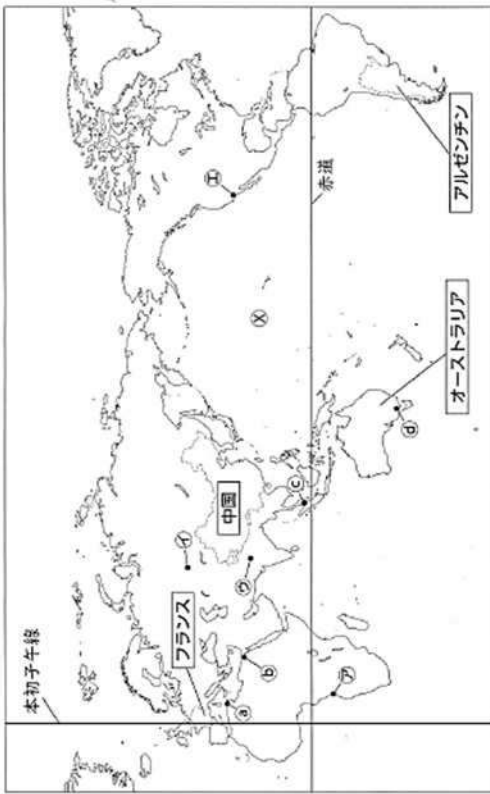 本初子午線
フランス
中国
赤道
オーストラリア
アルゼンチン
ⓐ
ⓑ
ⓒ
ⓓ
Ⓧ
㋐
㋑
㋒
㋓